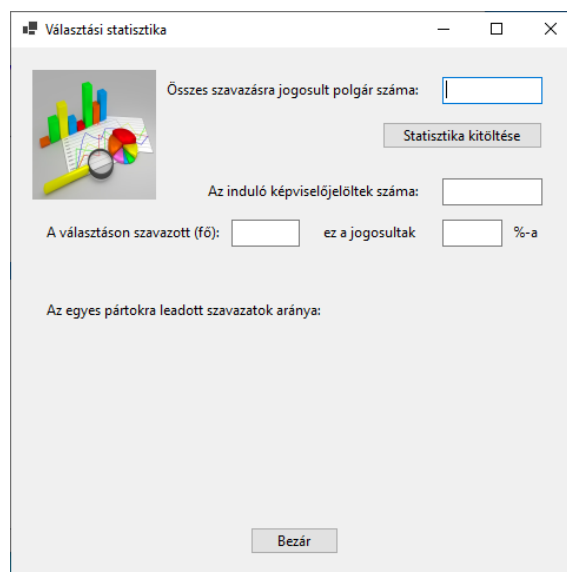 Választási statisztika
Összes szavazásra jogosult polgár száma:
Statisztika kitöltése
Az induló képviselőjelöltek száma:
A választáson szavazott (fő): ez a jogosultak %-a
Az egyes pártokra leadott szavazatok aránya:
Bezár